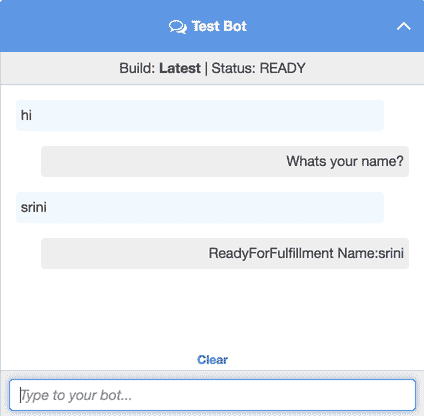 Test Bot
Build: Latest | Status: READY
hi
Whats your name?
srini
ReadyForFulfillment Name:srini
Clear
Type to your bot...